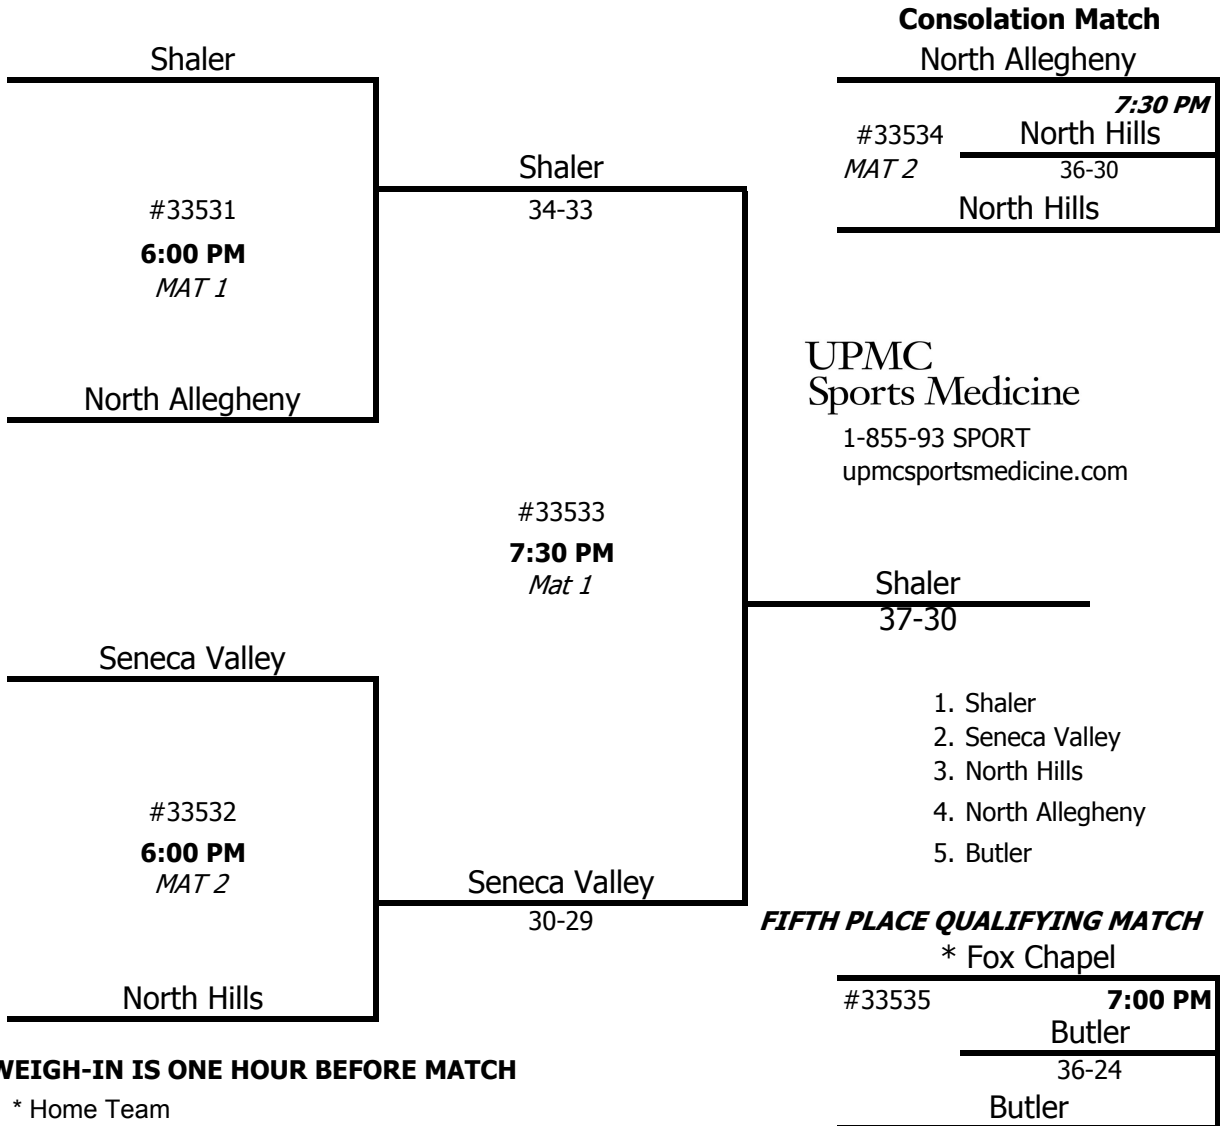 Consolation Match
Shaler
North Allegheny
7:30 PM
#33534
North Hills
MAT 2
36-30
North Hills
Shaler
34-33
#33531
6:00 PM
MAT 1
UPMC
Sports Medicine
1-855-93 SPORT
upmcsportsmedicine.com
North Allegheny
#33533
7:30 PM
Mat 1
Shaler
37-30
Seneca Valley
1. Shaler
2. Seneca Valley
3. North Hills
4. North Allegheny
5. Butler
#33532
6:00 PM
MAT 2
Seneca Valley
30-29
FIFTH PLACE QUALIFYING MATCH
* Fox Chapel
North Hills
#33535
7:00 PM
Butler
36-24
Butler
WEIGH-IN IS ONE HOUR BEFORE MATCH
* Home Team